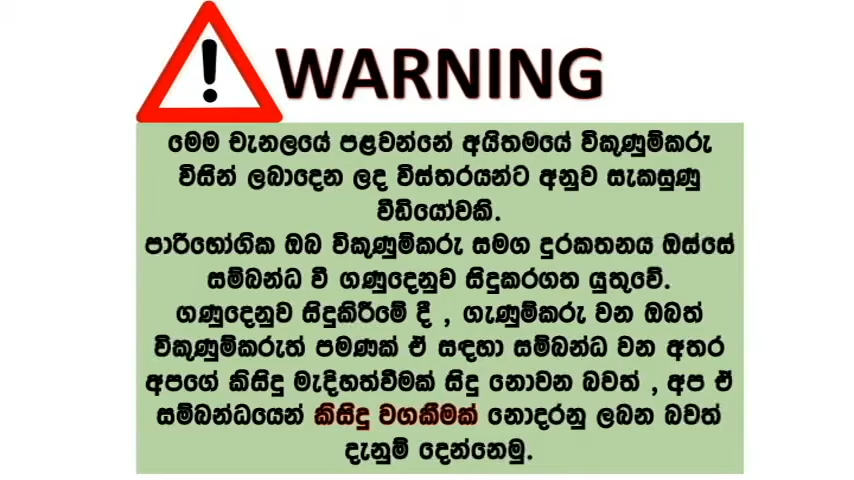 WARNING
මෙම චැනලයේ පළවන්නේ අයිතමයේ විකුණුම්කරු
විසින් ලබාදෙන ලද විස්තරයන්ට අනුව සැකසුණු
වීඩියෝවකි.
පාරිභෝගික ඔබ විකුණුම්කරු සමග දුරකතනය ඔස්සේ
සම්බන්ධ වී ගණුදෙනුව සිදුකරගත යුතුවේ.
ගණුදෙනුව සිදුකිරීමේ දී , ගැණුම්කරු වන ඔබත්
විකුණුම්කරුත් පමණක් ඒ සඳහා සම්බන්ධ වන අතර
අපගේ කිසිදු මැදිහත්වීමක් සිදු නොවන බවත් , අප ඒ
සම්බන්ධයෙන් කිසිදු වගකීමක් නොදරනු ලබන බවත්
දැනුම් දෙන්නෙමු.